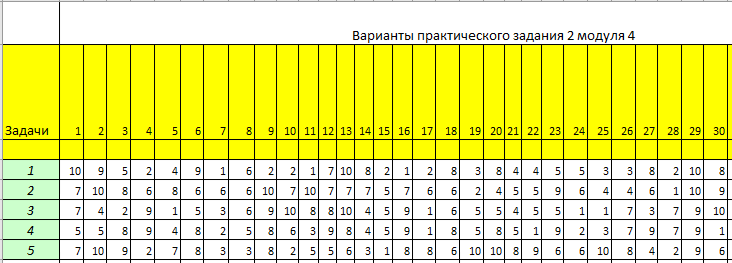 Варианты практического задания 2 модуля 4
Задачи 1 2 3 4 5 6 7 8 9 10 11 12 13 14 15 16 17 18 19 20 21 22 23 24 25 26 27 28 29 30
1 10 9 5 2 4 9 1 6 2 2 1 7 10 8 2 1 2 8 3 8 4 4 5 5 3 3 8 2 10 8
2 7 10 8 6 8 6 6 6 10 7 10 7 7 7 5 7 6 6 2 4 5 5 9 6 4 4 6 1 10 9
3 7 4 2 9 1 5 3 6 9 10 8 8 10 4 5 9 1 6 5 5 4 5 5 1 1 7 3 7 9 10
4 5 5 8 9 4 8 2 5 8 6 3 9 8 4 5 9 1 8 5 8 5 1 9 2 3 7 9 7 9 1
5 7 10 9 2 7 8 3 3 8 2 5 5 6 3 1 8 8 6 10 10 8 9 6 6 10 8 4 2 9 6